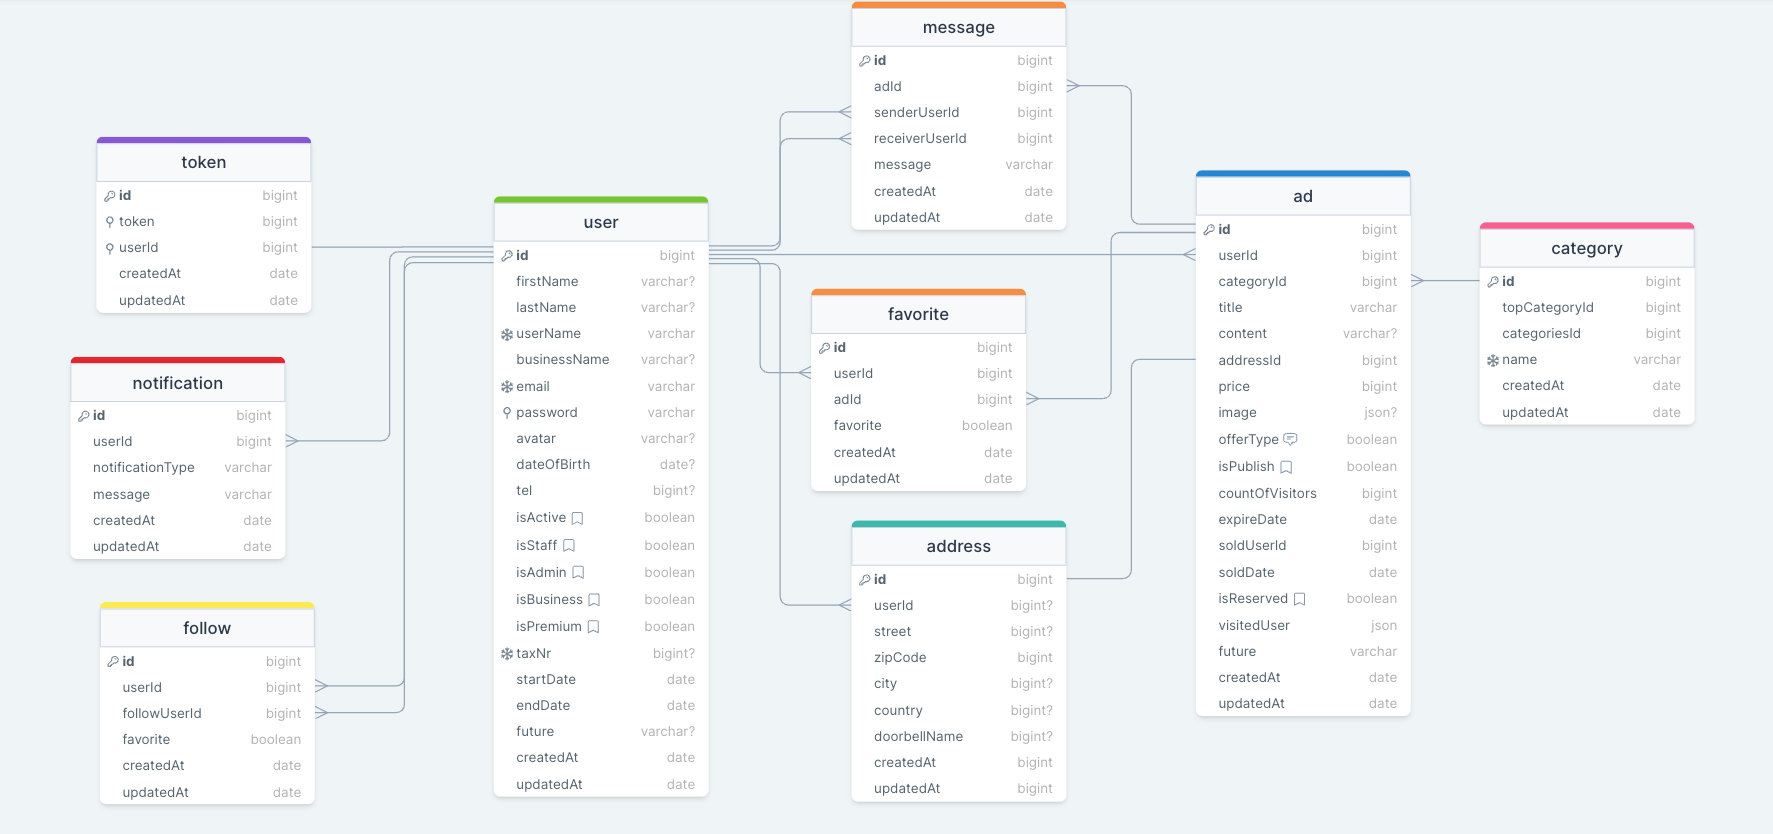 message
id bigint
adId bigint
senderUserId bigint
receiverUserId bigint
message varchar
createdAt date
updatedAt date
token
id bigint
token bigint
userId bigint
createdAt date
updatedAt date
user
id bigint
firstName varchar?
lastName varchar?
userName varchar
businessName varchar?
email varchar
password varchar
avatar varchar?
dateOfBirth date?
tel bigint?
isActive boolean
isStaff boolean
isAdmin boolean
isBusiness boolean
isPremium boolean
taxNr bigint?
startDate date
endDate date
future varchar?
createdAt date
updatedAt date
ad
id bigint
userId bigint
categoryId bigint
title varchar
content varchar?
addressId bigint
price bigint
image json?
offerType boolean
isPublish boolean
countOfVisitors bigint
expireDate date
soldUserId bigint
soldDate date
isReserved boolean
visitedUser json
future varchar
createdAt date
updatedAt date
category
id bigint
topCategoryId bigint
categoriesId bigint
name varchar
createdAt date
updatedAt date
favorite
id bigint
userId bigint
adId bigint
favorite boolean
createdAt date
updatedAt date
notification
id bigint
userId bigint
notificationType varchar
message varchar
createdAt date
updatedAt date
address
id bigint
userId bigint?
street bigint?
zipCode bigint
city bigint?
country bigint?
doorbellName bigint?
createdAt bigint
updatedAt bigint
follow
id bigint
userId bigint
followUserId bigint
favorite boolean
createdAt date
updatedAt date